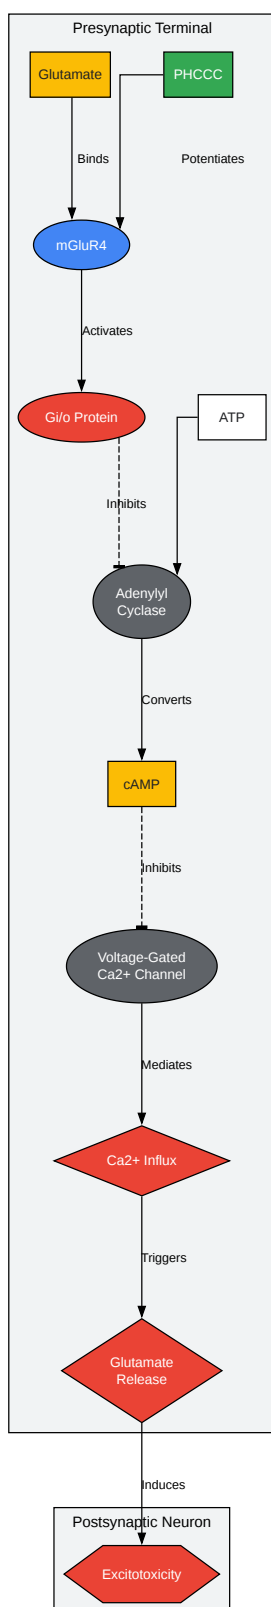 Presynaptic Terminal
Glutamate
PHCCC
Binds
Potentiates
mGluR4
Activates
Gi/o Protein
ATP
Inhibits
Adenylyl
Cyclase
Converts
cAMP
Inhibits
Voltage-Gated
Ca2+ Channel
Mediates
Ca2+ Influx
Triggers
Glutamate
Release
Induces
Postsynaptic Neuron
Excitotoxicity